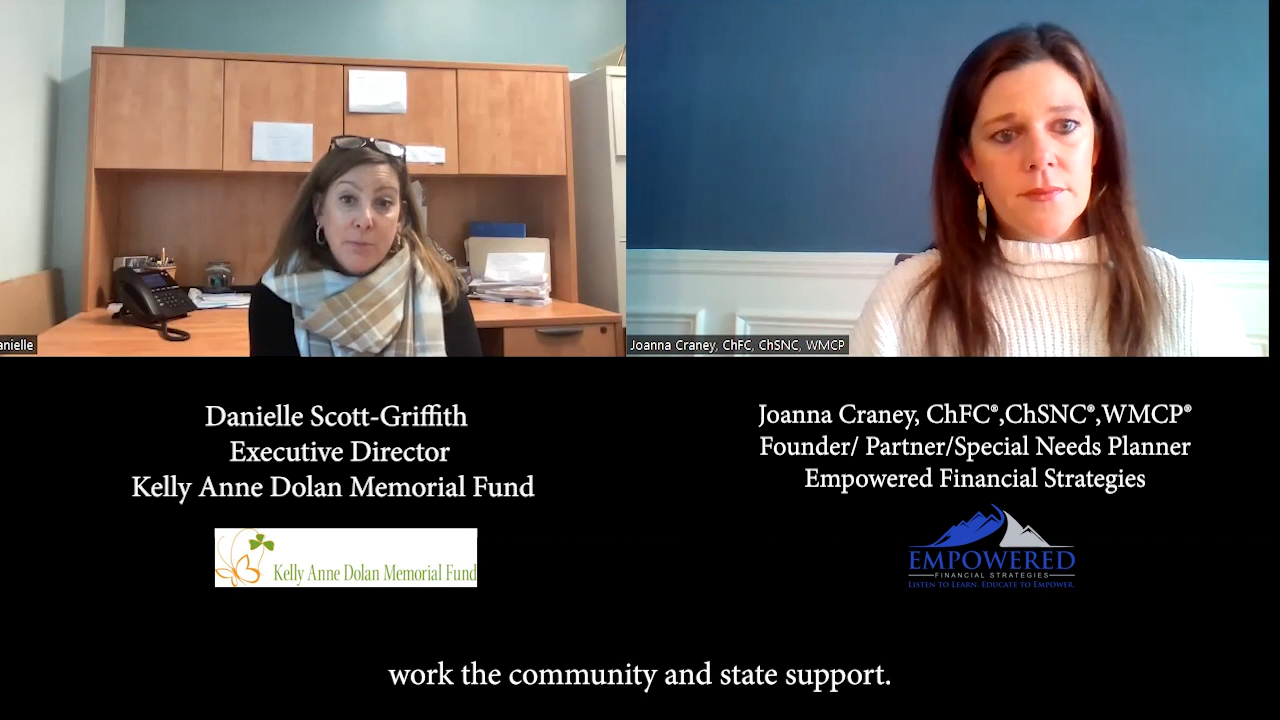 anielle
Joanna Craney, ChFC, ChSNC, WMCP
Danielle Scott-Griffith
Executive Director
Kelly Anne Dolan Memorial Fund
Kelly Anne Dolan Memorial Fund
Joanna Craney, ChFC®,ChSNC®,WMCP®
Founder/ Partner/Special Needs Planner
Empowered Financial Strategies
EMPOWERED
FINANCIAL STRATEGIES
LISTEN TO LEARN. EDUCATE TO EMPOWER.
work the community and state support.